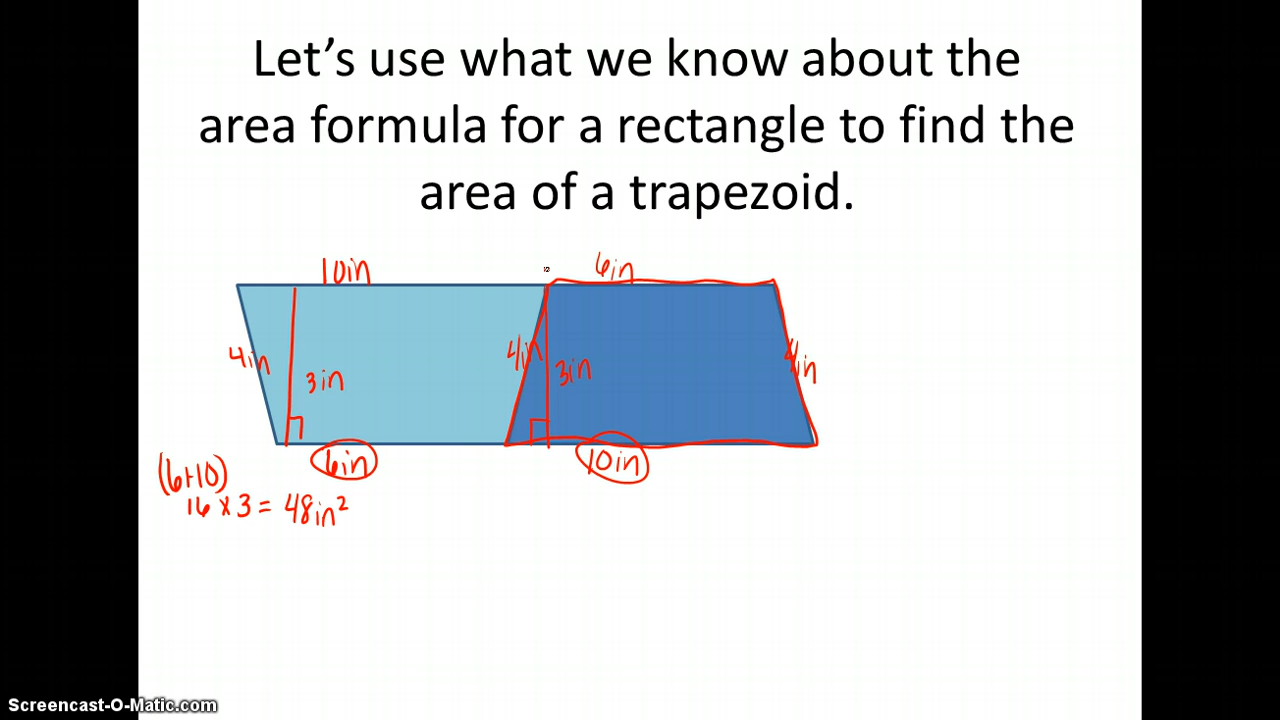 Let's use what we know about the
area formula for a rectangle to find the
area of a trapezoid.
10in
6in
4in
4in
4in
3in
3in
6in
10in
(6+10)
16 x 3 = 48in²
Screencast-O-Matic.com